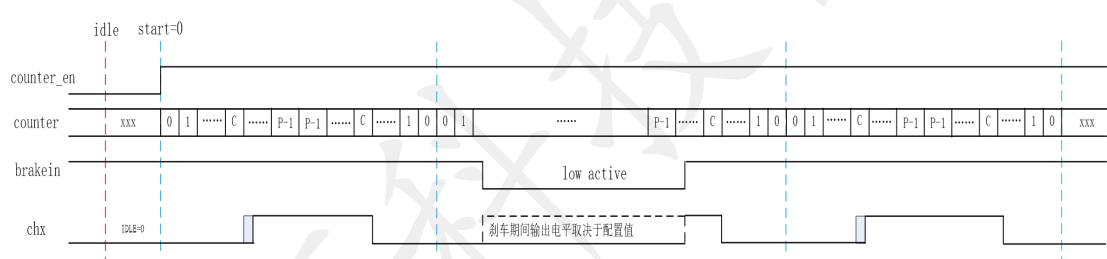 idle start=0
counter_en
counter xxx 0 1 …… C …… P-1 P-1 …… C …… 1 0 0 1 …… P-1 …… C …… 1 0 0 1 …… C …… P-1 P-1 …… C …… 1 0 xxx
brakein low active
chx IDLE=0 刹车期间输出电平取决于配置值